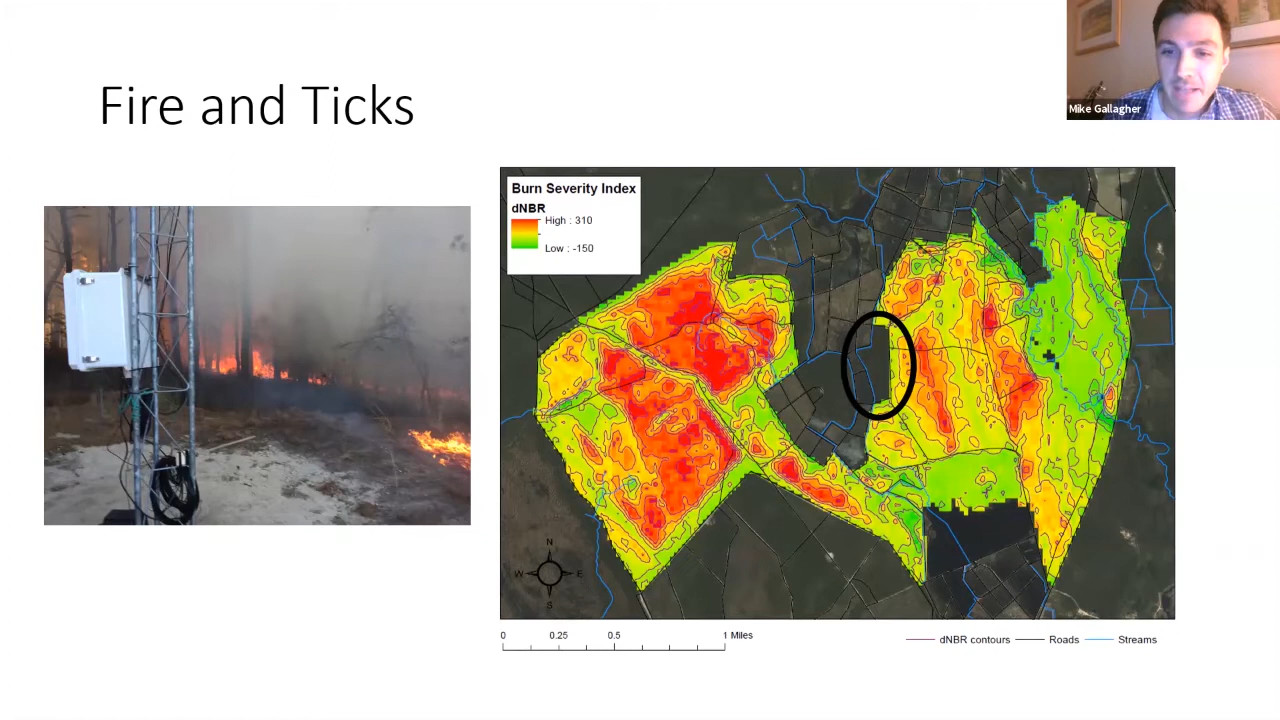 Fire and Ticks
Mike Gallagher
Burn Severity Index
dNBR
High : 310
Low : -150
N
W E
S
0 0.25 0.5 1 Miles
dNBR contours Roads Streams